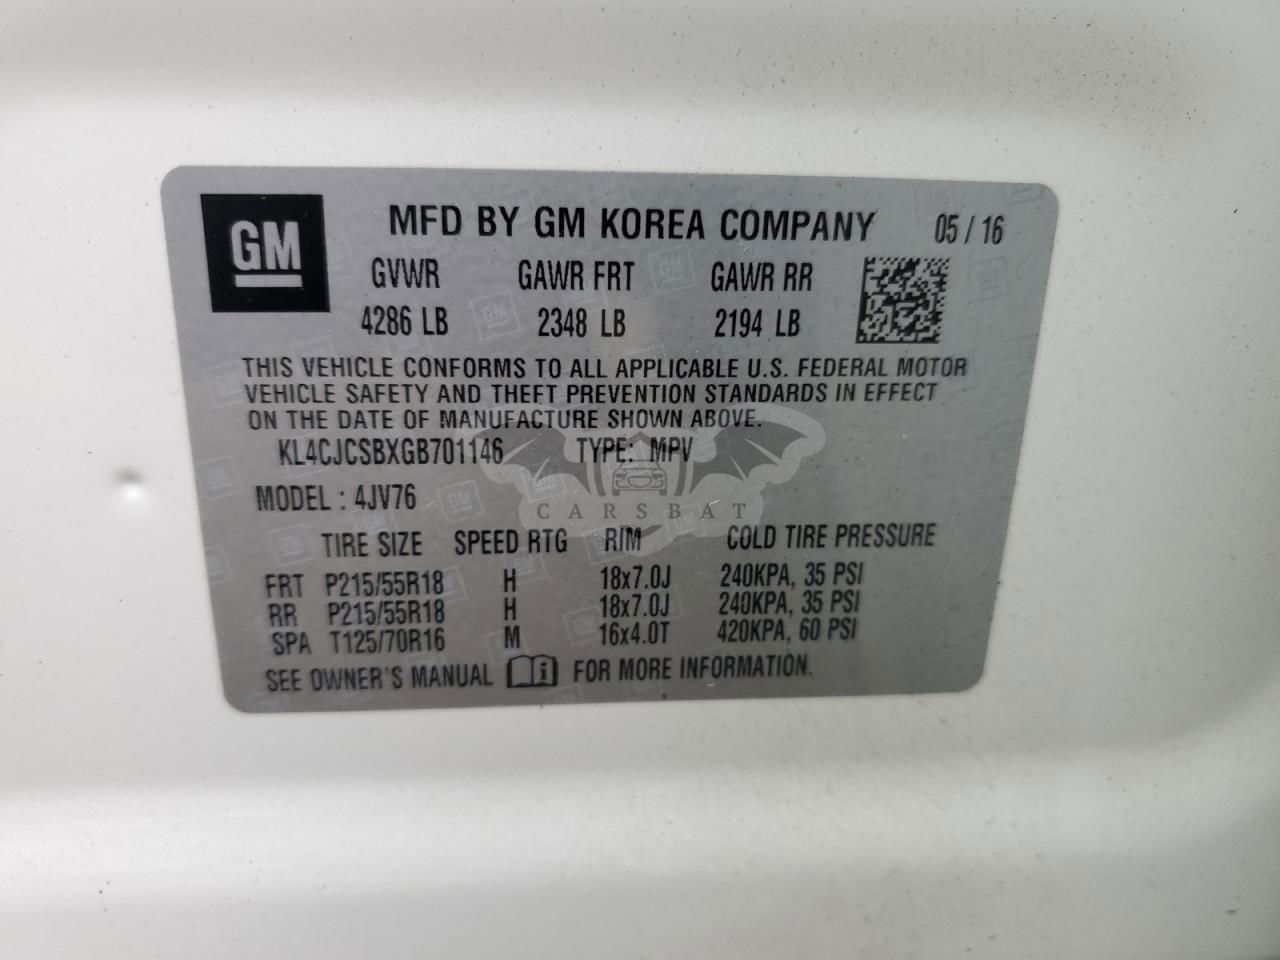 GM
MFD BY GM KOREA COMPANY 05 / 16
GVWR GAWR FRT GAWR RR
4286 LB 2348 LB 2194 LB
THIS VEHICLE CONFORMS TO ALL APPLICABLE U.S. FEDERAL MOTOR
VEHICLE SAFETY AND THEFT PREVENTION STANDARDS IN EFFECT
ON THE DATE OF MANUFACTURE SHOWN ABOVE.
KL4CJCSBXGB701146 TYPE: MPV
MODEL : 4JV76
CARSBAT
TIRE SIZE SPEED RTG RIM COLD TIRE PRESSURE
FRT P215/55R18 H 18x7.0J 240KPA, 35 PSI
RR P215/55R18 H 18x7.0J 240KPA, 35 PSI
SPA T125/70R16 M 16x4.0T 420KPA, 60 PSI
SEE OWNER'S MANUAL FOR MORE INFORMATION.